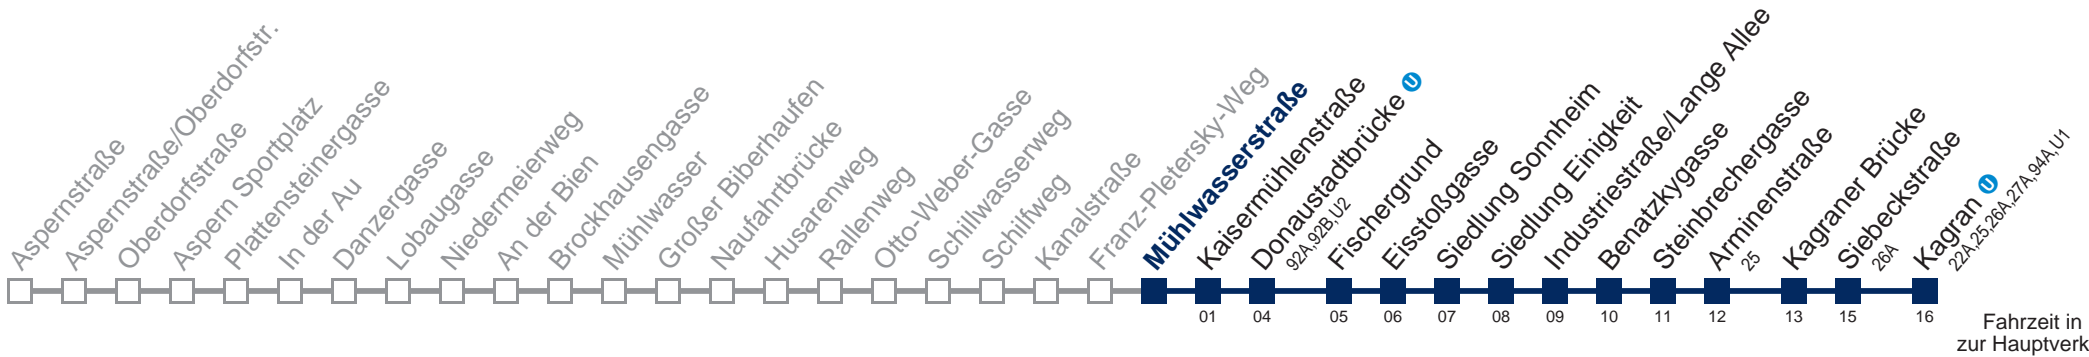 Aspernstraße
Aspernstraße/Oberdorfstr.
Oberdorfstraße
Aspern Sportplatz
Plattensteinergasse
In der Au
Danzergasse
Lobaugasse
Niedermeierweg
An der Bien
Brockhausengasse
Mühlwasser
Großer Biberhaufen
Naufahrtbrücke
Husarenweg
Rallenweg
Otto-Weber-Gasse
Schillwasserweg
Schilfweg
Kanalstraße
Franz-Pletersky-Weg
Mühlwasserstraße
Kaisermühlenstraße
Donaustadtbrücke U
92A,92B,U2
Fischergrund
Eisstoßgasse
Siedlung Sonnheim
Siedlung Einigkeit
Industriestraße/Lange Allee
Benatzkygasse
Steinbrechergasse
Arminenstraße
25
Kagraner Brücke
Siebeckstraße
26A
Kagran U
22A,25,26A,27A,94A,U1
01 04 05 06 07 08 09 10 11 12 13 15 16
Fahrzeit in
zur Hauptverk